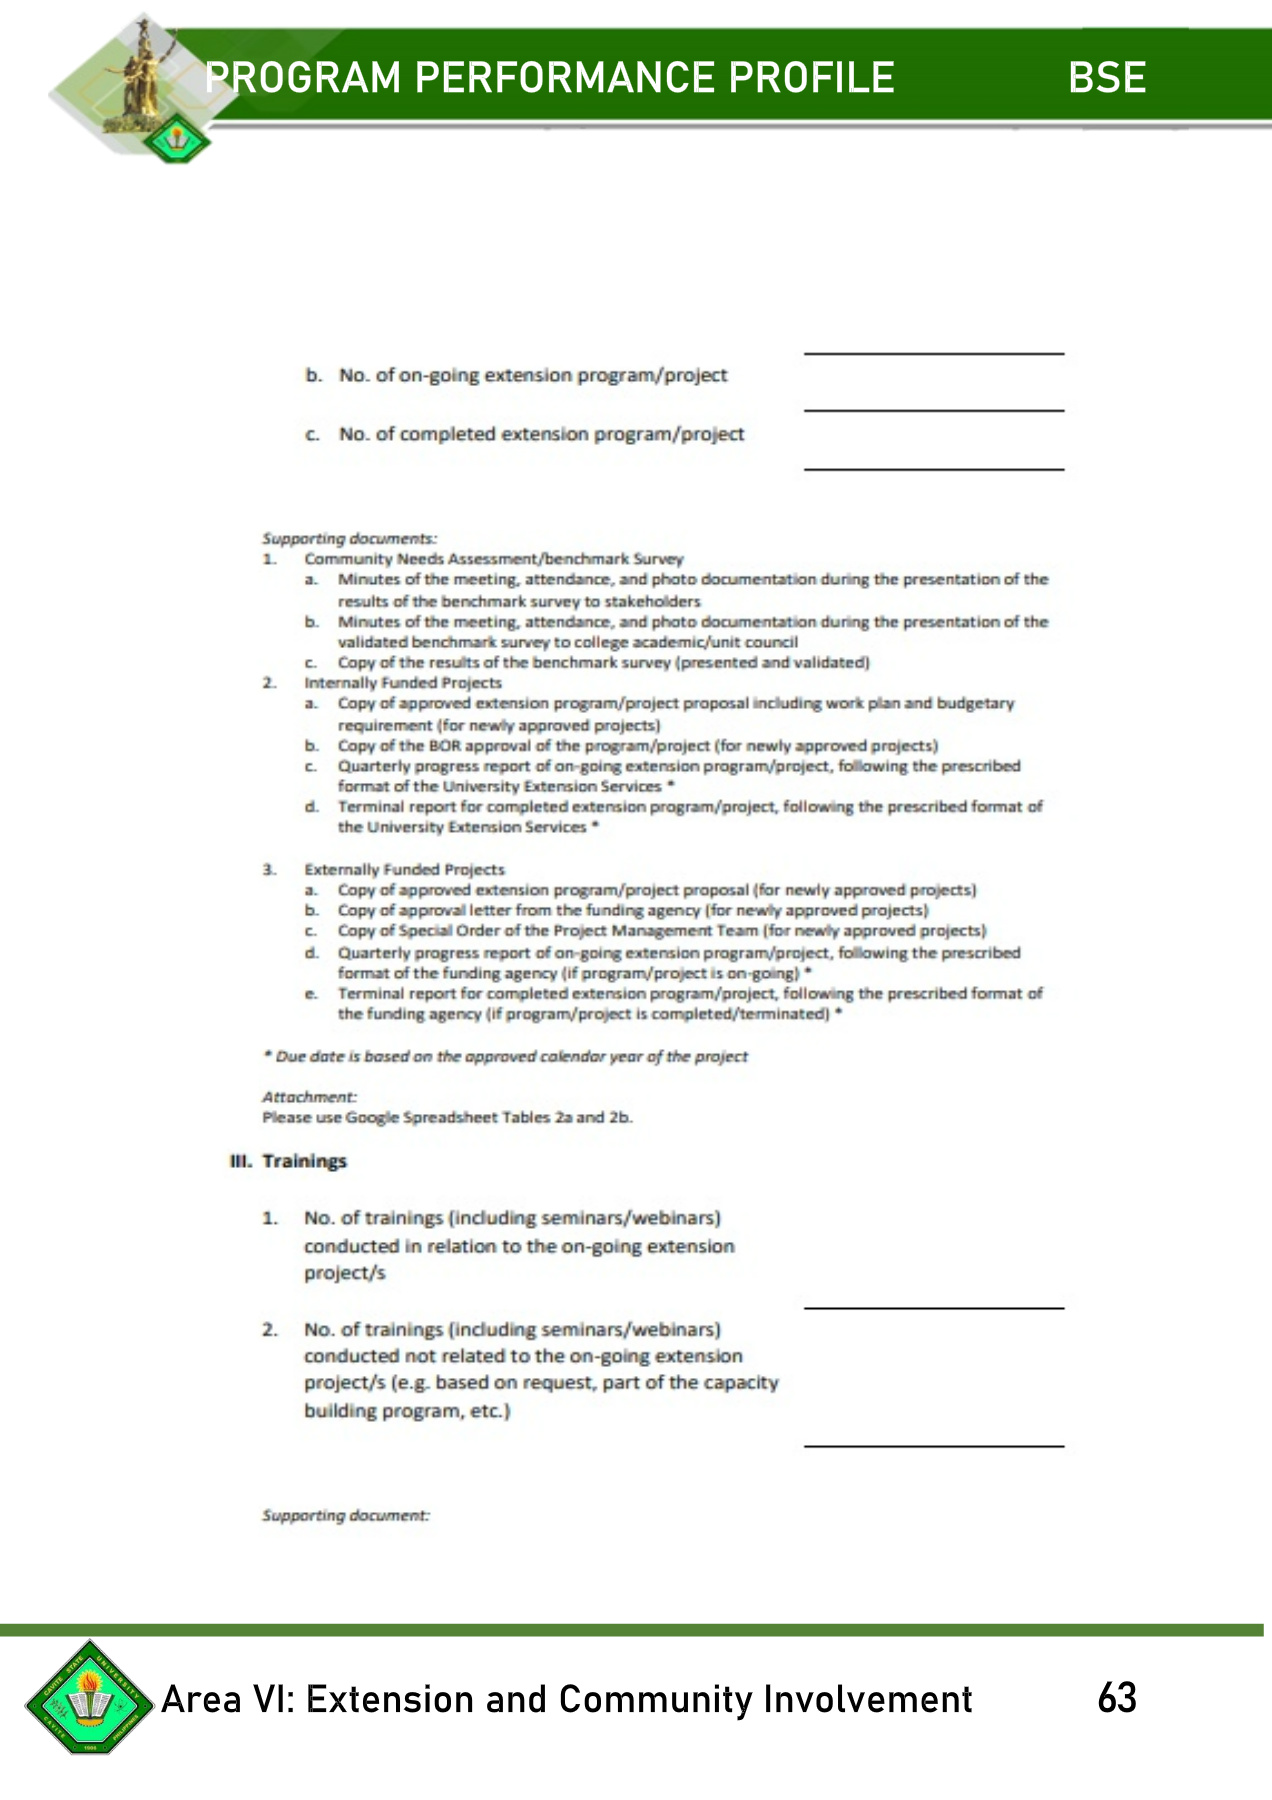 PROGRAM PERFORMANCE PROFILE BSE
b. No. of on-going extension program/project
c. No. of completed extension program/project
Supporting documents:
1. Community Needs Assessment/benchmark Survey
a. Minutes of the meeting, attendance, and photo documentation during the presentation of the
results of the benchmark survey to stakeholders
b. Minutes of the meeting, attendance, and photo documentation during the presentation of the
validated benchmark survey to college academic/unit council
c. Copy of the results of the benchmark survey (presented and validated)
2. Internally Funded Projects
a. Copy of approved extension program/project proposal including work plan and budgetary
requirement (for newly approved projects)
b. Copy of the BOR approval of the program/project (for newly approved projects)
c. Quarterly progress report of on-going extension program/project, following the prescribed
format of the University Extension Services *
d. Terminal report for completed extension program/project, following the prescribed format of
the University Extension Services *
3. Externally Funded Projects
a. Copy of approved extension program/project proposal (for newly approved projects)
b. Copy of approval letter from the funding agency (for newly approved projects)
c. Copy of Special Order of the Project Management Team (for newly approved projects)
d. Quarterly progress report of on-going extension program/project, following the prescribed
format of the funding agency (if program/project is on-going) *
e. Terminal report for completed extension program/project, following the prescribed format of
the funding agency (if program/project is completed/terminated) *
* Due date is based on the approved calendar year of the project
Attachment:
Please use Google Spreadsheet Tables 2a and 2b.
III. Trainings
1. No. of trainings (including seminars/webinars)
conducted in relation to the on-going extension
project/s
2. No. of trainings (including seminars/webinars)
conducted not related to the on-going extension
project/s (e.g. based on request, part of the capacity
building program, etc.)
Supporting document:
CAVITE STATE UNIVERSITY
CAVITE PHILIPPINES
1906
Area VI: Extension and Community Involvement 63